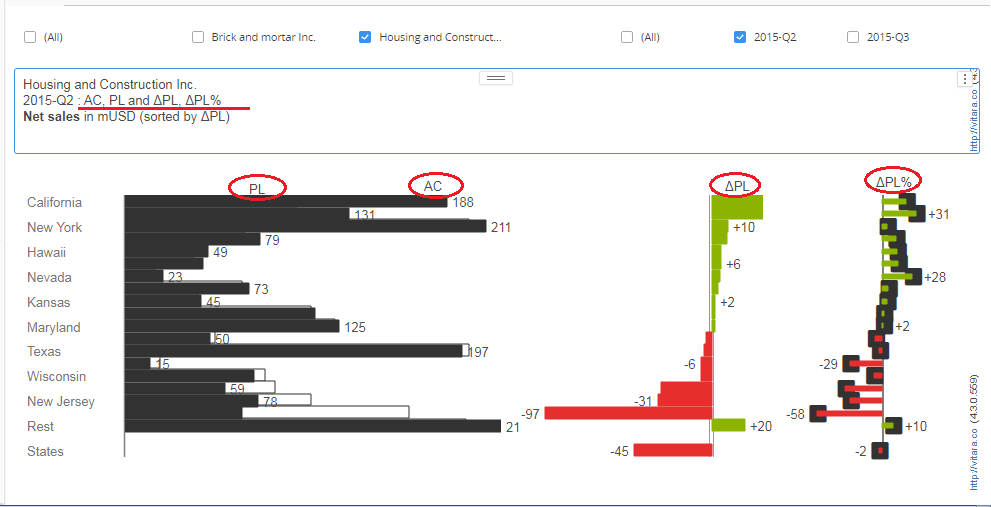 (All)
Brick and mortar Inc.
Housing and Construct...
(All)
2015-Q2
2015-Q3
Housing and Construction Inc.
2015-Q2 : AC, PL and ΔPL, ΔPL%
Net sales in mUSD (sorted by ΔPL)
http://vitara.co
PL
AC
ΔPL
ΔPL%
California
188
131
+31
New York
211
+10
79
Hawaii
49
+6
Nevada
23
+28
73
Kansas
45
+2
Maryland
125
+2
50
Texas
197
15
-6
-29
Wisconsin
59
New Jersey
78
-31
-97
-58
Rest
21
+20
+10
States
-45
-2
http://vitara.co (4.3.0.559)